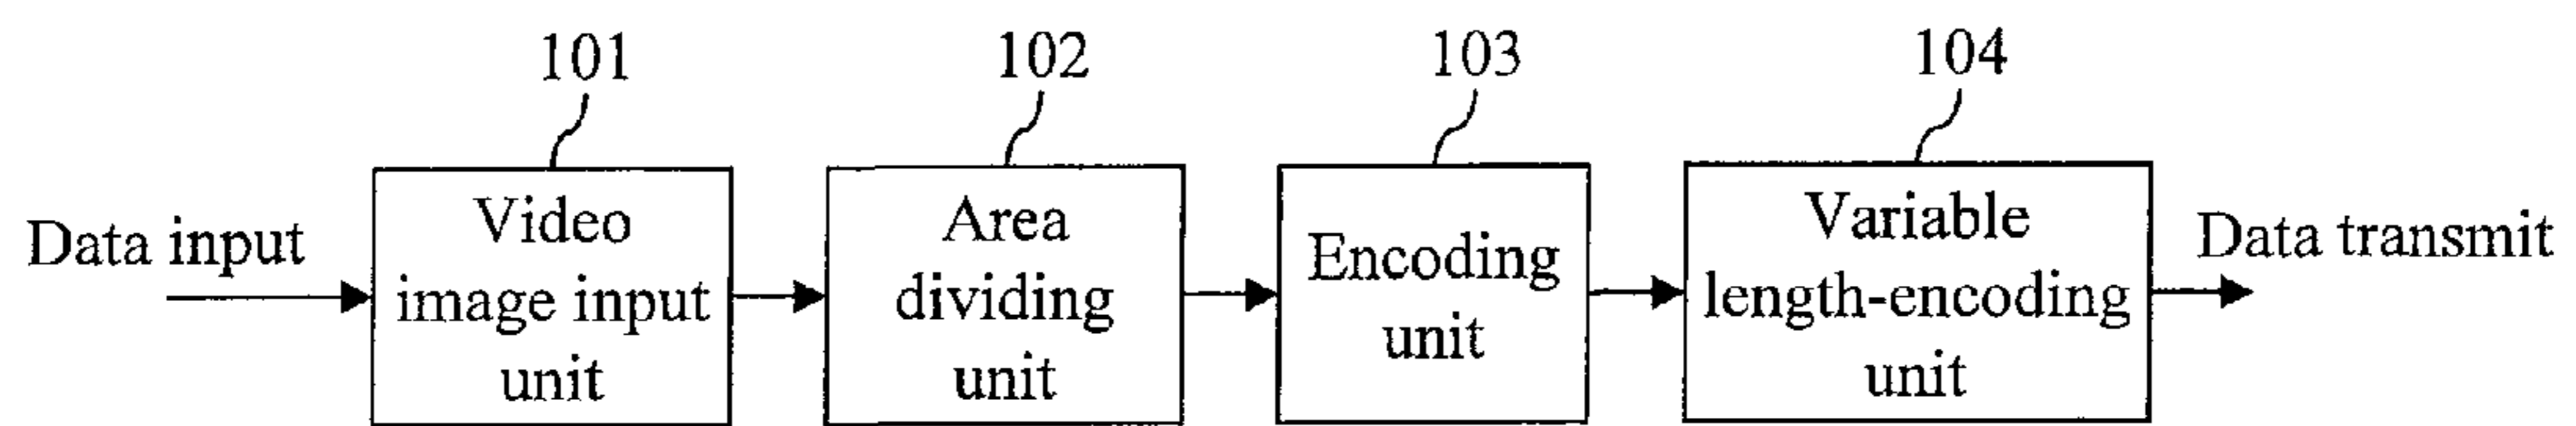 101
102
103
104
Data input
Video
image input
unit
Area
dividing
unit
Encoding
unit
Variable
length-encoding
unit
Data transmit